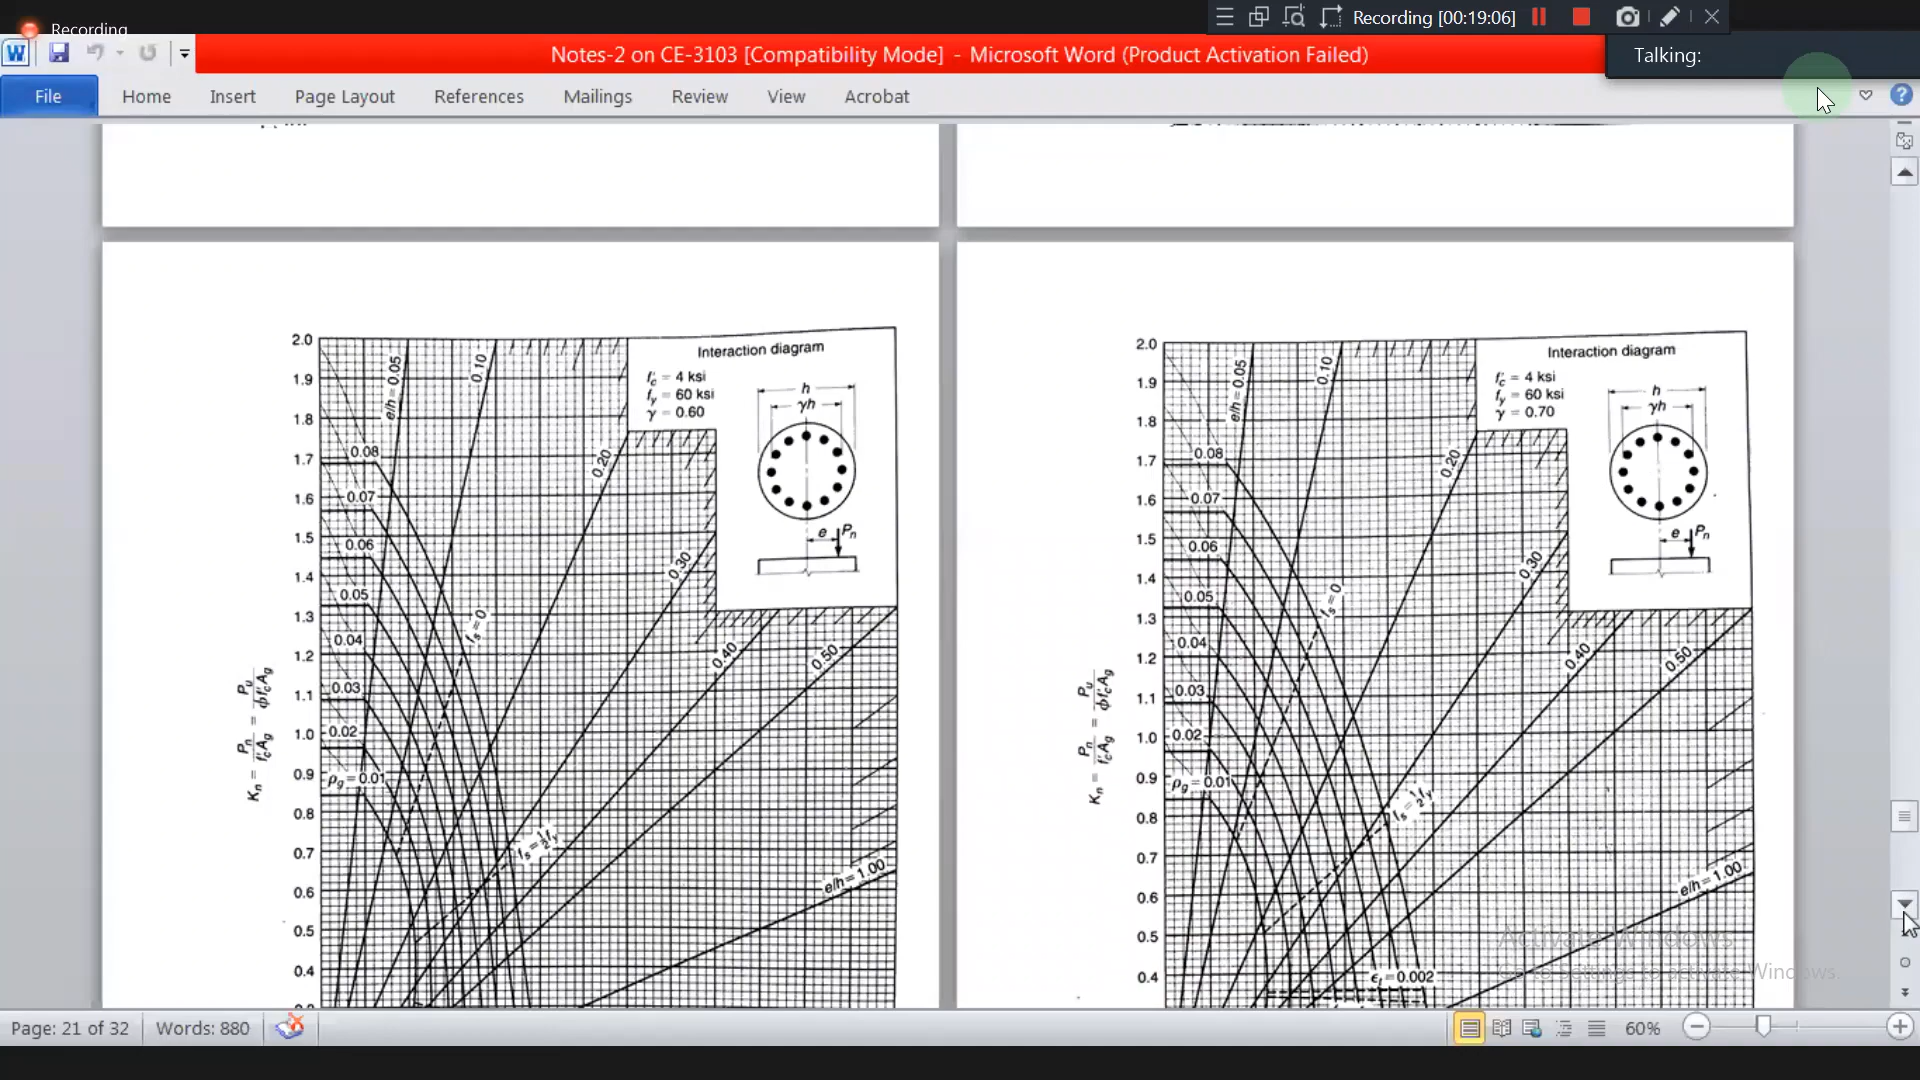 Recording
Recording [00:19:06]
Notes-2 on CE-3103 [Compatibility Mode] - Microsoft Word (Product Activation Failed)
Talking:
File Home Insert Page Layout References Mailings Review View Acrobat
Interaction diagram
f'c = 4 ksi
fy = 60 ksi
γ = 0.60
h
γh
e Pn
2.0
1.9
1.8
1.7
1.6
1.5
1.4
1.3
1.2
1.1
1.0
0.9
0.8
0.7
0.6
0.5
0.4
e/h = 0.05
0.10
0.20
0.30
0.40
0.50
e/h = 1.00
0.08
0.07
0.06
0.05
0.04
0.03
0.02
ρg = 0.01
fs = 0
fs = ½fy
Kn = Pn / f'c Ag = Pu / ϕf'c Ag
Interaction diagram
f'c = 4 ksi
fy = 60 ksi
γ = 0.70
h
γh
e Pn
2.0
1.9
1.8
1.7
1.6
1.5
1.4
1.3
1.2
1.1
1.0
0.9
0.8
0.7
0.6
0.5
0.4
e/h = 0.05
0.10
0.20
0.30
0.40
0.50
e/h = 1.00
0.08
0.07
0.06
0.05
0.04
0.03
0.02
ρg = 0.01
fs = 0
fs = ½fy
εt = 0.002
Kn = Pn / f'c Ag = Pu / ϕf'c Ag
Activate Windows
Go to Settings to activate Windows.
Page: 21 of 32 Words: 880 60%